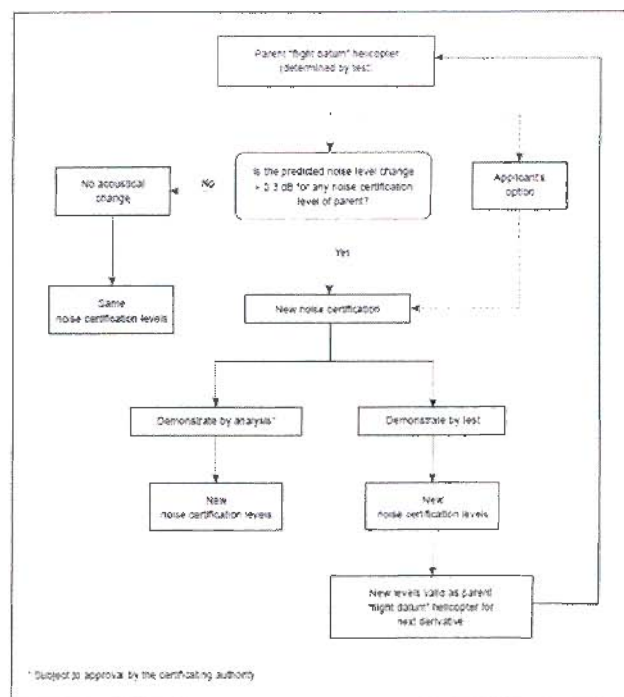 Parent "flight datum" helicopter
(determined by test)
Is the predicted noise level change
> 0.3 dB for any noise certification
level of parent?
No
No acoustical
change
Applicant's
option
Yes
Same
noise certification levels
New noise certification
Demonstrate by analysis*
Demonstrate by test
New
noise certification levels
New
noise certification levels
New levels valid as parent
"flight datum" helicopter for
next derivative
* Subject to approval by the certificating authority